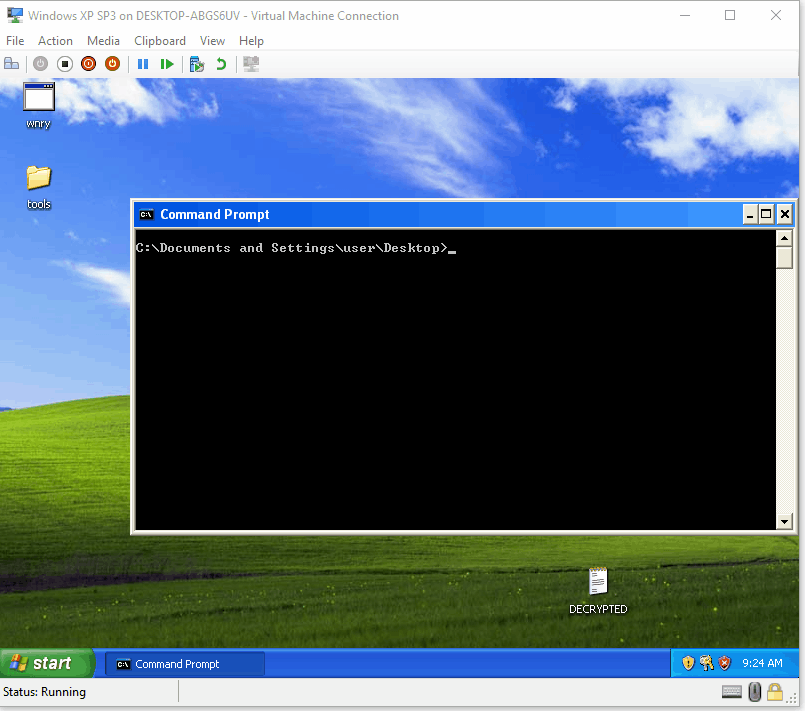 Windows XP SP3 on DESKTOP-ABGS6UV - Virtual Machine Connection
File Action Media Clipboard View Help
wnry
tools
C:\ Command Prompt
C:\Documents and Settings\user\Desktop>_
DECRYPTED
start
C:\ Command Prompt
9:24 AM
Status: Running